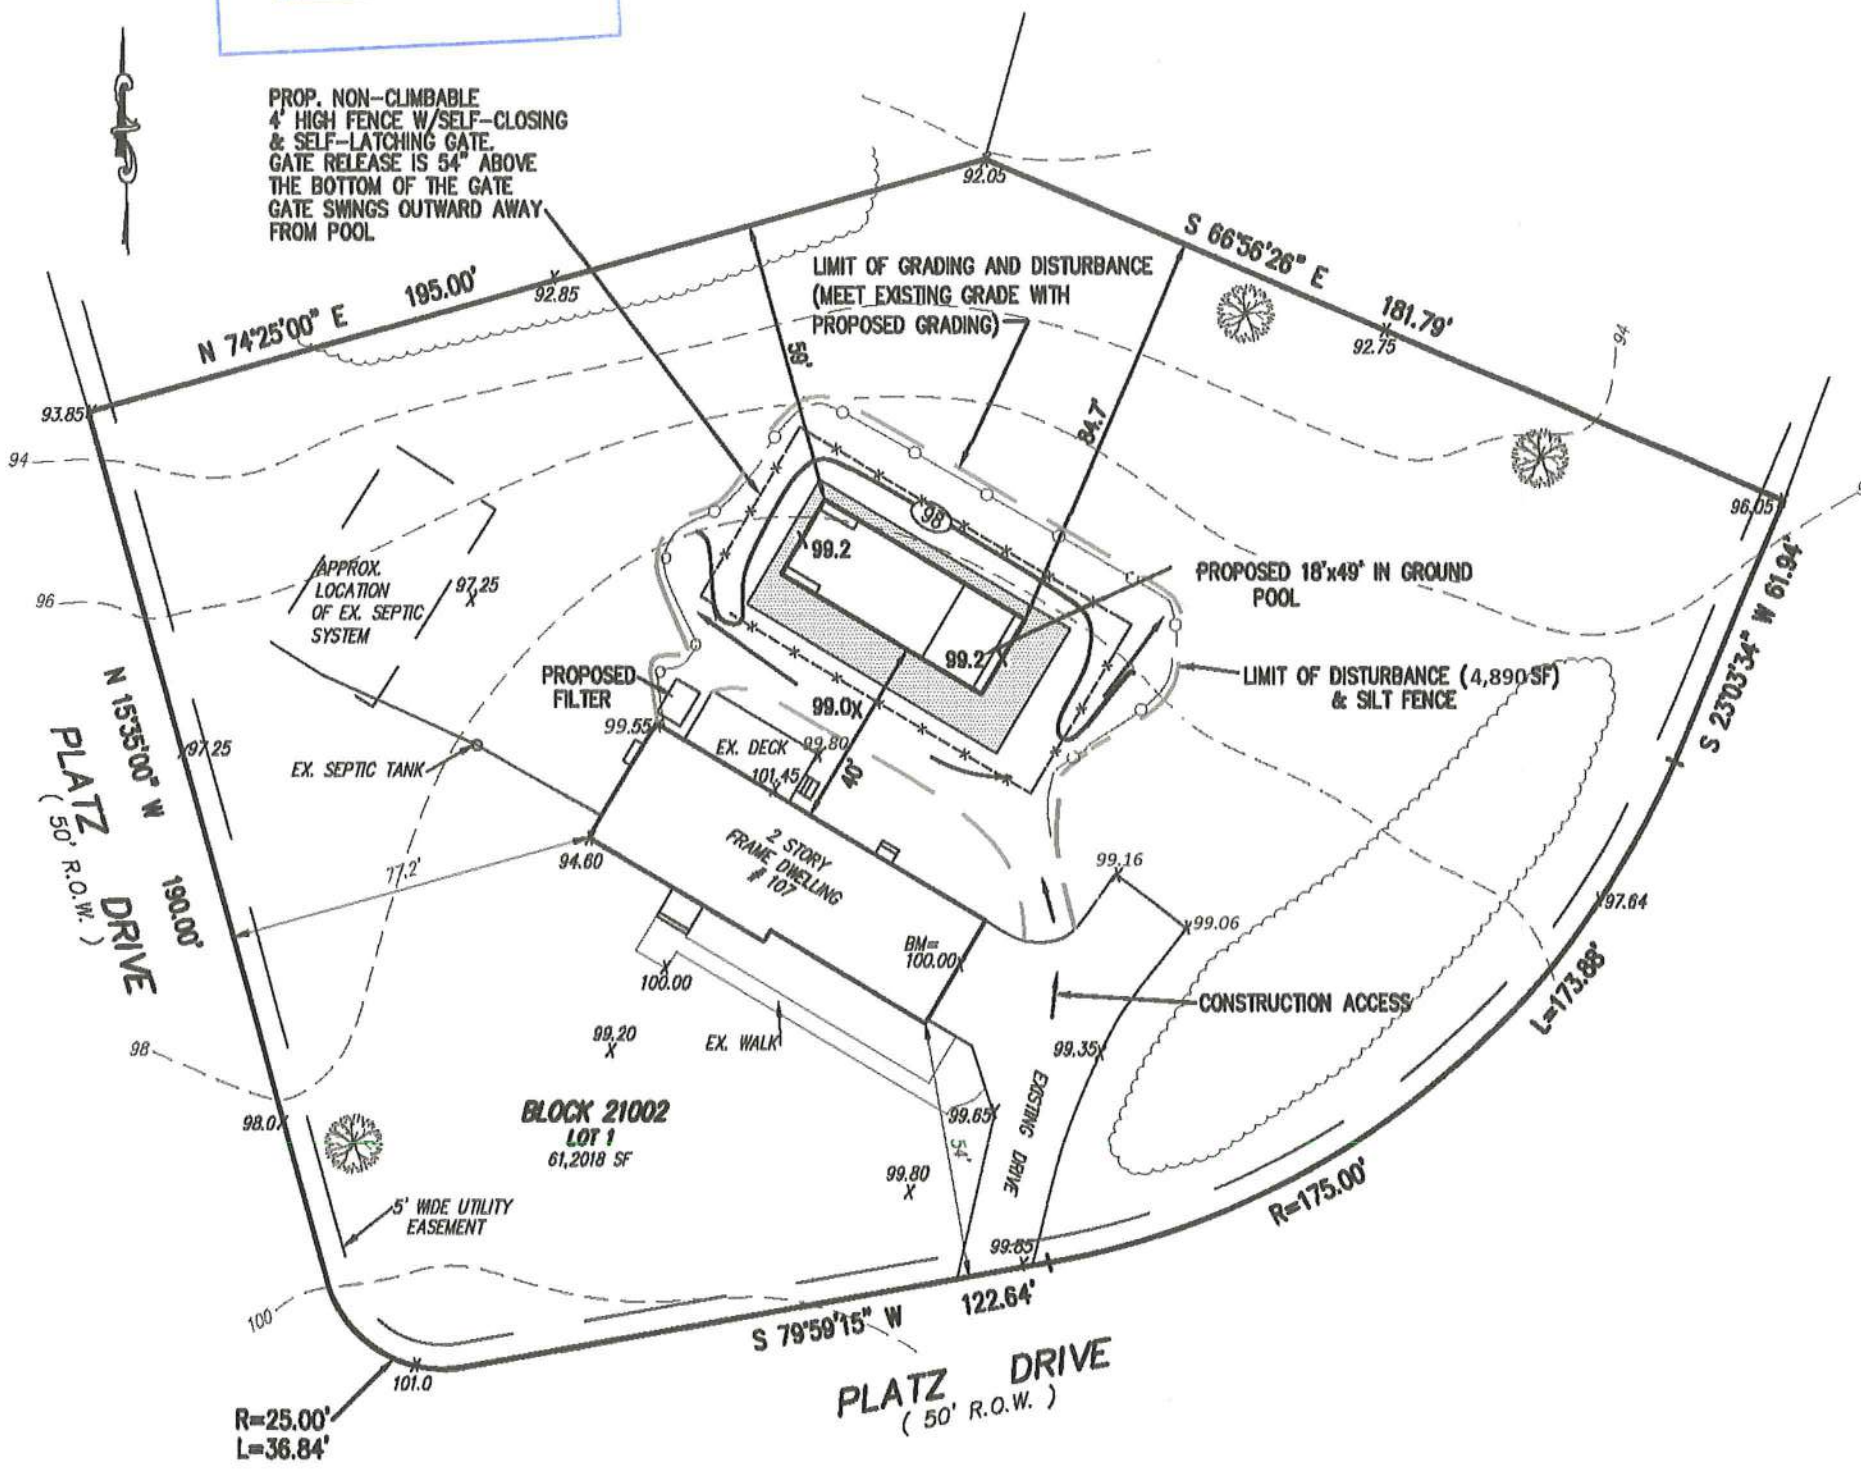 PROP. NON-CLIMBABLE
4' HIGH FENCE W/SELF-CLOSING
& SELF-LATCHING GATE.
GATE RELEASE IS 54" ABOVE
THE BOTTOM OF THE GATE
GATE SWINGS OUTWARD AWAY
FROM POOL
92.05
S 66°56'26" E
181.79'
92.75
94
LIMIT OF GRADING AND DISTURBANCE
(MEET EXISTING GRADE WITH
PROPOSED GRADING)
N 74°25'00" E
195.00'
92.85
93.85
94
84.7'
98
99.2
96.05
PROPOSED 18'x49' IN GROUND
POOL
APPROX.
LOCATION
OF EX. SEPTIC
SYSTEM
97.25
96
S 23°03'34" W 61.94'
99.2
LIMIT OF DISTURBANCE (4,890 SF)
& SILT FENCE
PROPOSED
FILTER
99.0X
99.55
EX. DECK
99.80
101.45
40'
EX. SEPTIC TANK
N 15°35'00" W
190.00'
97.25
PLATZ DRIVE
( 50' R.O.W. )
77.2'
94.60
2 STORY
FRAME DWELLING
# 107
99.16
99.06
97.64
BM=
100.00
100.00
CONSTRUCTION ACCESS
L=173.88'
99.20
EX. WALK
99.35
98
EXISTING DRIVE
98.0
BLOCK 21002
LOT 1
61,2018 SF
99.65
54'
99.80
5' WIDE UTILITY
EASEMENT
R=175.00'
99.85
100
122.64'
S 79°59'15" W
101.0
PLATZ DRIVE
( 50' R.O.W. )
R=25.00'
L=36.84'